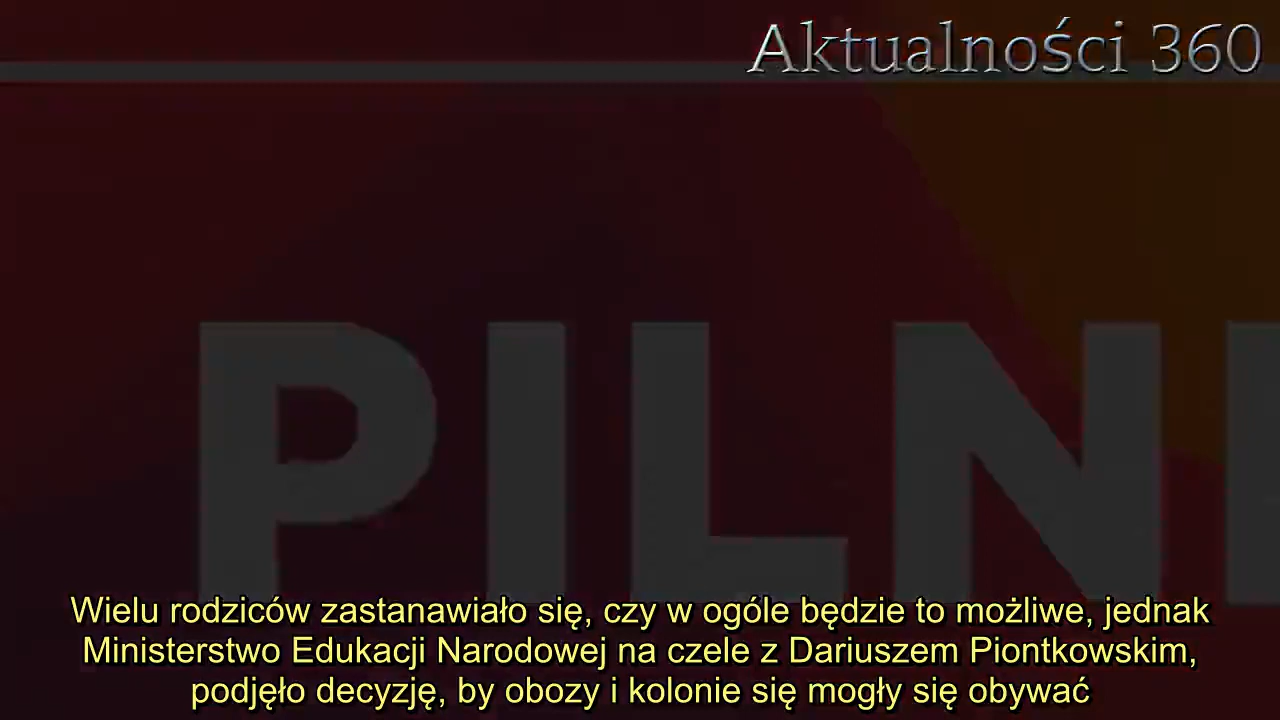 Aktualności 360
PILN
Wielu rodziców zastanawiało się, czy w ogóle będzie to możliwe, jednak
Ministerstwo Edukacji Narodowej na czele z Dariuszem Piontkowskim,
podjęło decyzję, by obozy i kolonie się mogły się obywać